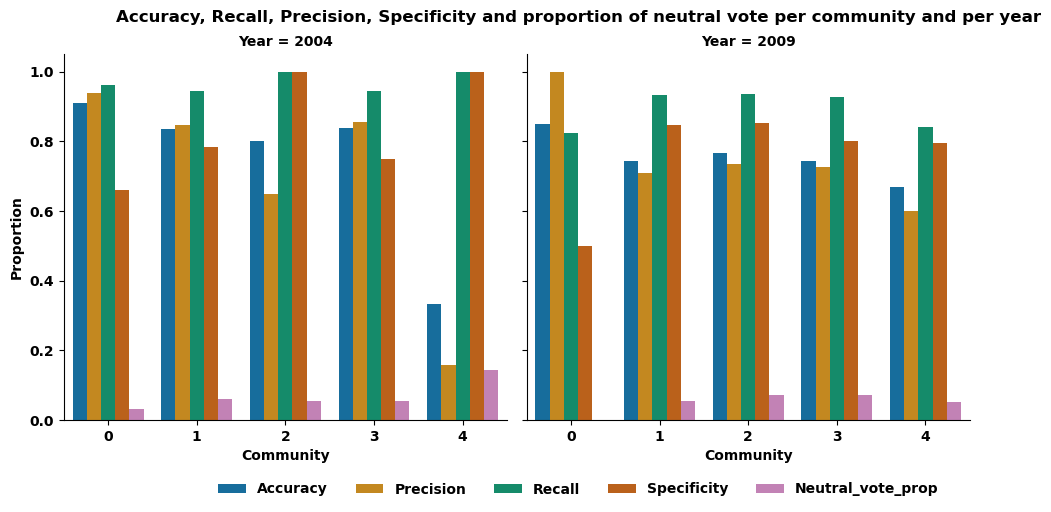 Accuracy, Recall, Precision, Specificity and proportion of neutral vote per community and per year
Year = 2004
Year = 2009
Proportion
1.0
0.8
0.6
0.4
0.2
0.0
0 1 2 3 4
0 1 2 3 4
Community
Community
Accuracy Precision Recall Specificity Neutral_vote_prop